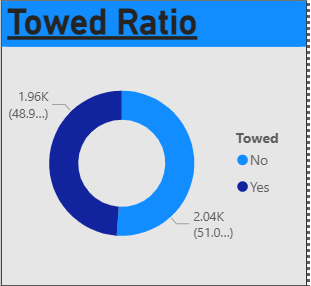 Towed Ratio
1.96K
(48.9...)
Towed
No
Yes
2.04K
(51.0...)